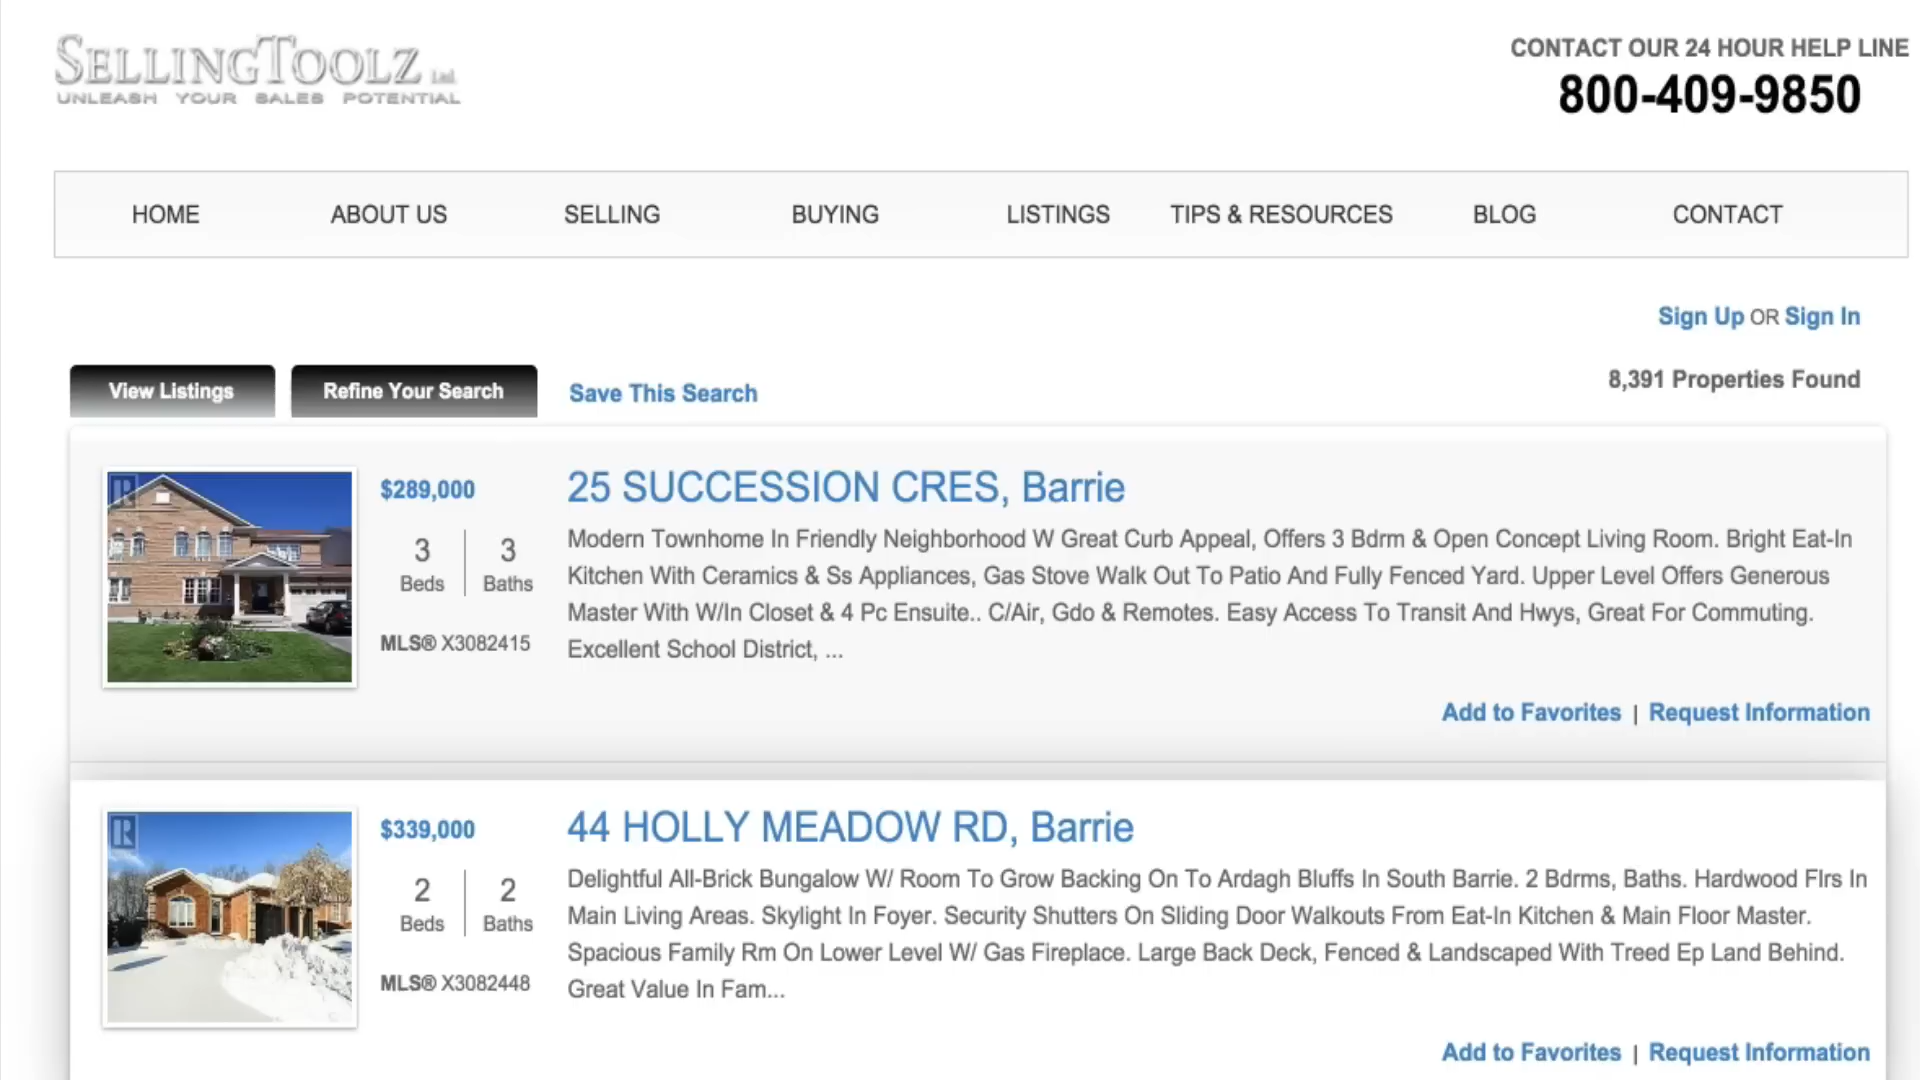 SELLINGTOOLZ Ltd.
UNLEASH YOUR SALES POTENTIAL
CONTACT OUR 24 HOUR HELP LINE
800-409-9850
HOME ABOUT US SELLING BUYING LISTINGS TIPS & RESOURCES BLOG CONTACT
Sign Up OR Sign In
View Listings Refine Your Search Save This Search
8,391 Properties Found
$289,000
3 3
Beds Baths
MLS® X3082415
25 SUCCESSION CRES, Barrie
Modern Townhome In Friendly Neighborhood W Great Curb Appeal, Offers 3 Bdrm & Open Concept Living Room. Bright Eat-In
Kitchen With Ceramics & Ss Appliances, Gas Stove Walk Out To Patio And Fully Fenced Yard. Upper Level Offers Generous
Master With W/In Closet & 4 Pc Ensuite.. C/Air, Gdo & Remotes. Easy Access To Transit And Hwys, Great For Commuting.
Excellent School District, ...
Add to Favorites | Request Information
$339,000
2 2
Beds Baths
MLS® X3082448
44 HOLLY MEADOW RD, Barrie
Delightful All-Brick Bungalow W/ Room To Grow Backing On To Ardagh Bluffs In South Barrie. 2 Bdrms, Baths. Hardwood Flrs In
Main Living Areas. Skylight In Foyer. Security Shutters On Sliding Door Walkouts From Eat-In Kitchen & Main Floor Master.
Spacious Family Rm On Lower Level W/ Gas Fireplace. Large Back Deck, Fenced & Landscaped With Treed Ep Land Behind.
Great Value In Fam...
Add to Favorites | Request Information